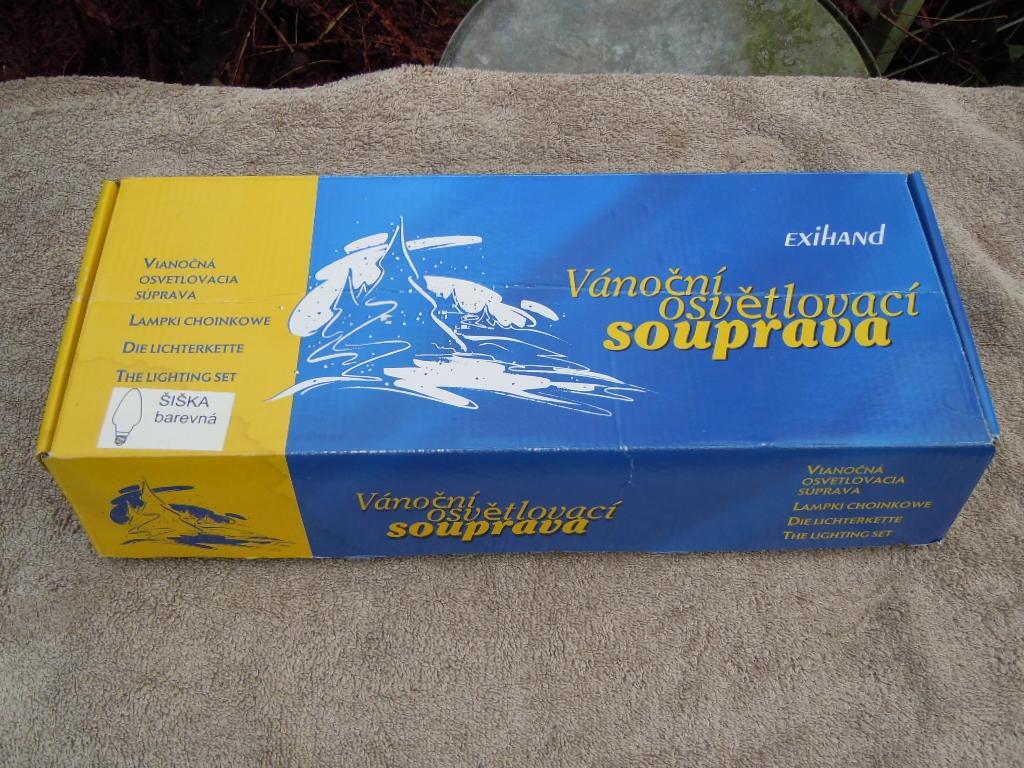 VIANOČNÁ
OSVETLOVACIA
SÚPRAVA
LAMPKI CHOINKOWE
DIE LICHTERKETTE
THE LIGHTING SET
ŠIŠKA
barevná
EXIHAND
Vánoční
osvětlovací
souprava
Vánoční
osvětlovací
souprava
VIANOČNÁ
OSVETLOVACIA
SÚPRAVA
LAMPKI CHOINKOWE
DIE LICHTERKETTE
THE LIGHTING SET